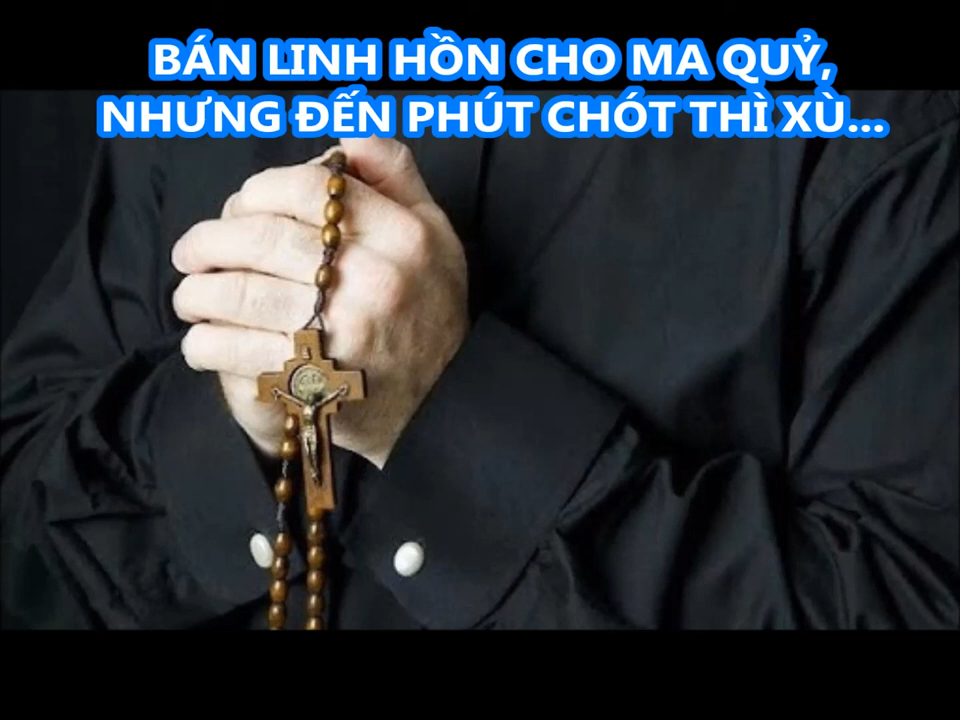 BÁN LINH HỒN CHO MA QUỶ,
NHƯNG ĐẾN PHÚT CHÓT THÌ XÙ...